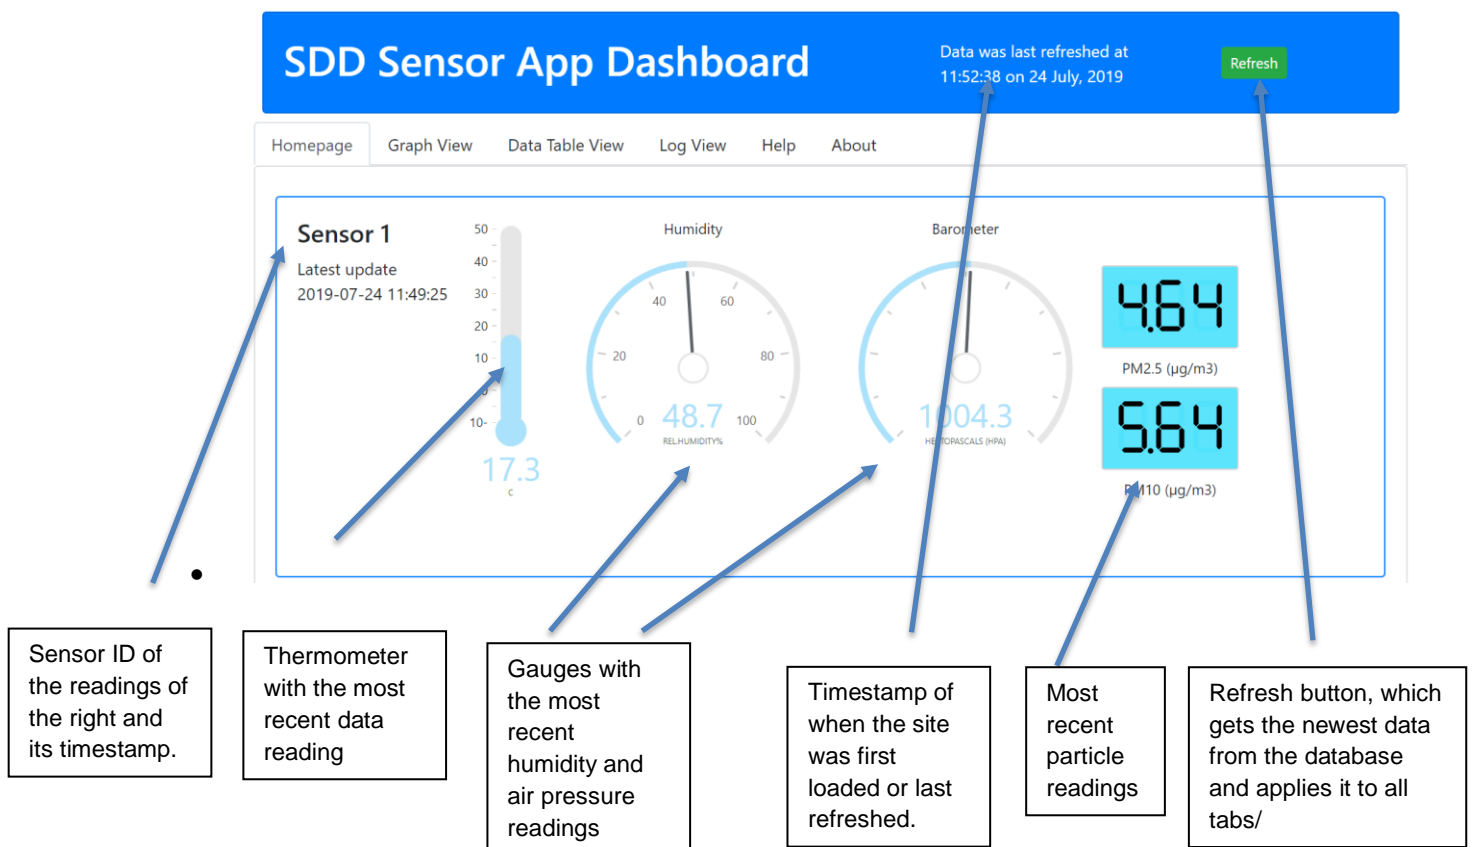 SDD Sensor App Dashboard
Data was last refreshed at
11:52:38 on 24 July, 2019
Refresh
Homepage
Graph View
Data Table View
Log View
Help
About
Sensor 1
Latest update
2019-07-24 11:49:25
50
40
30
20
10
0
10-
17.3
C
Humidity
0
20
40
60
80
100
48.7
REL.HUMIDITY%
Barometer
1004.3
HECTOPASCALS (HPA)
4.64
PM2.5 (µg/m3)
5.64
PM10 (µg/m3)
Sensor ID of
the readings of
the right and
its timestamp.
Thermometer
with the most
recent data
reading
Gauges with
the most
recent
humidity and
air pressure
readings
Timestamp of
when the site
was first
loaded or last
refreshed.
Most
recent
particle
readings
Refresh button, which
gets the newest data
from the database
and applies it to all
tabs/